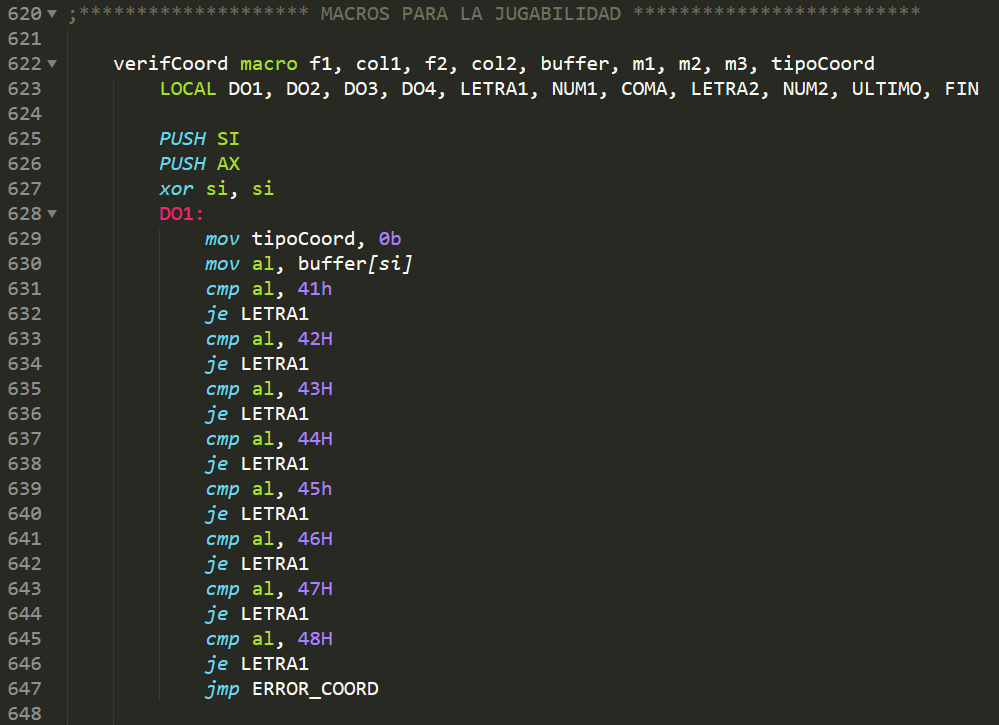 620 ;******************** MACROS PARA LA JUGABILIDAD *************************
621
622 verifCoord macro f1, col1, f2, col2, buffer, m1, m2, m3, tipoCoord
623 LOCAL DO1, DO2, DO3, DO4, LETRA1, NUM1, COMA, LETRA2, NUM2, ULTIMO, FIN
624
625 PUSH SI
626 PUSH AX
627 xor si, si
628 DO1:
629 mov tipoCoord, 0b
630 mov al, buffer[si]
631 cmp al, 41h
632 je LETRA1
633 cmp al, 42H
634 je LETRA1
635 cmp al, 43H
636 je LETRA1
637 cmp al, 44H
638 je LETRA1
639 cmp al, 45h
640 je LETRA1
641 cmp al, 46H
642 je LETRA1
643 cmp al, 47H
644 je LETRA1
645 cmp al, 48H
646 je LETRA1
647 jmp ERROR_COORD
648